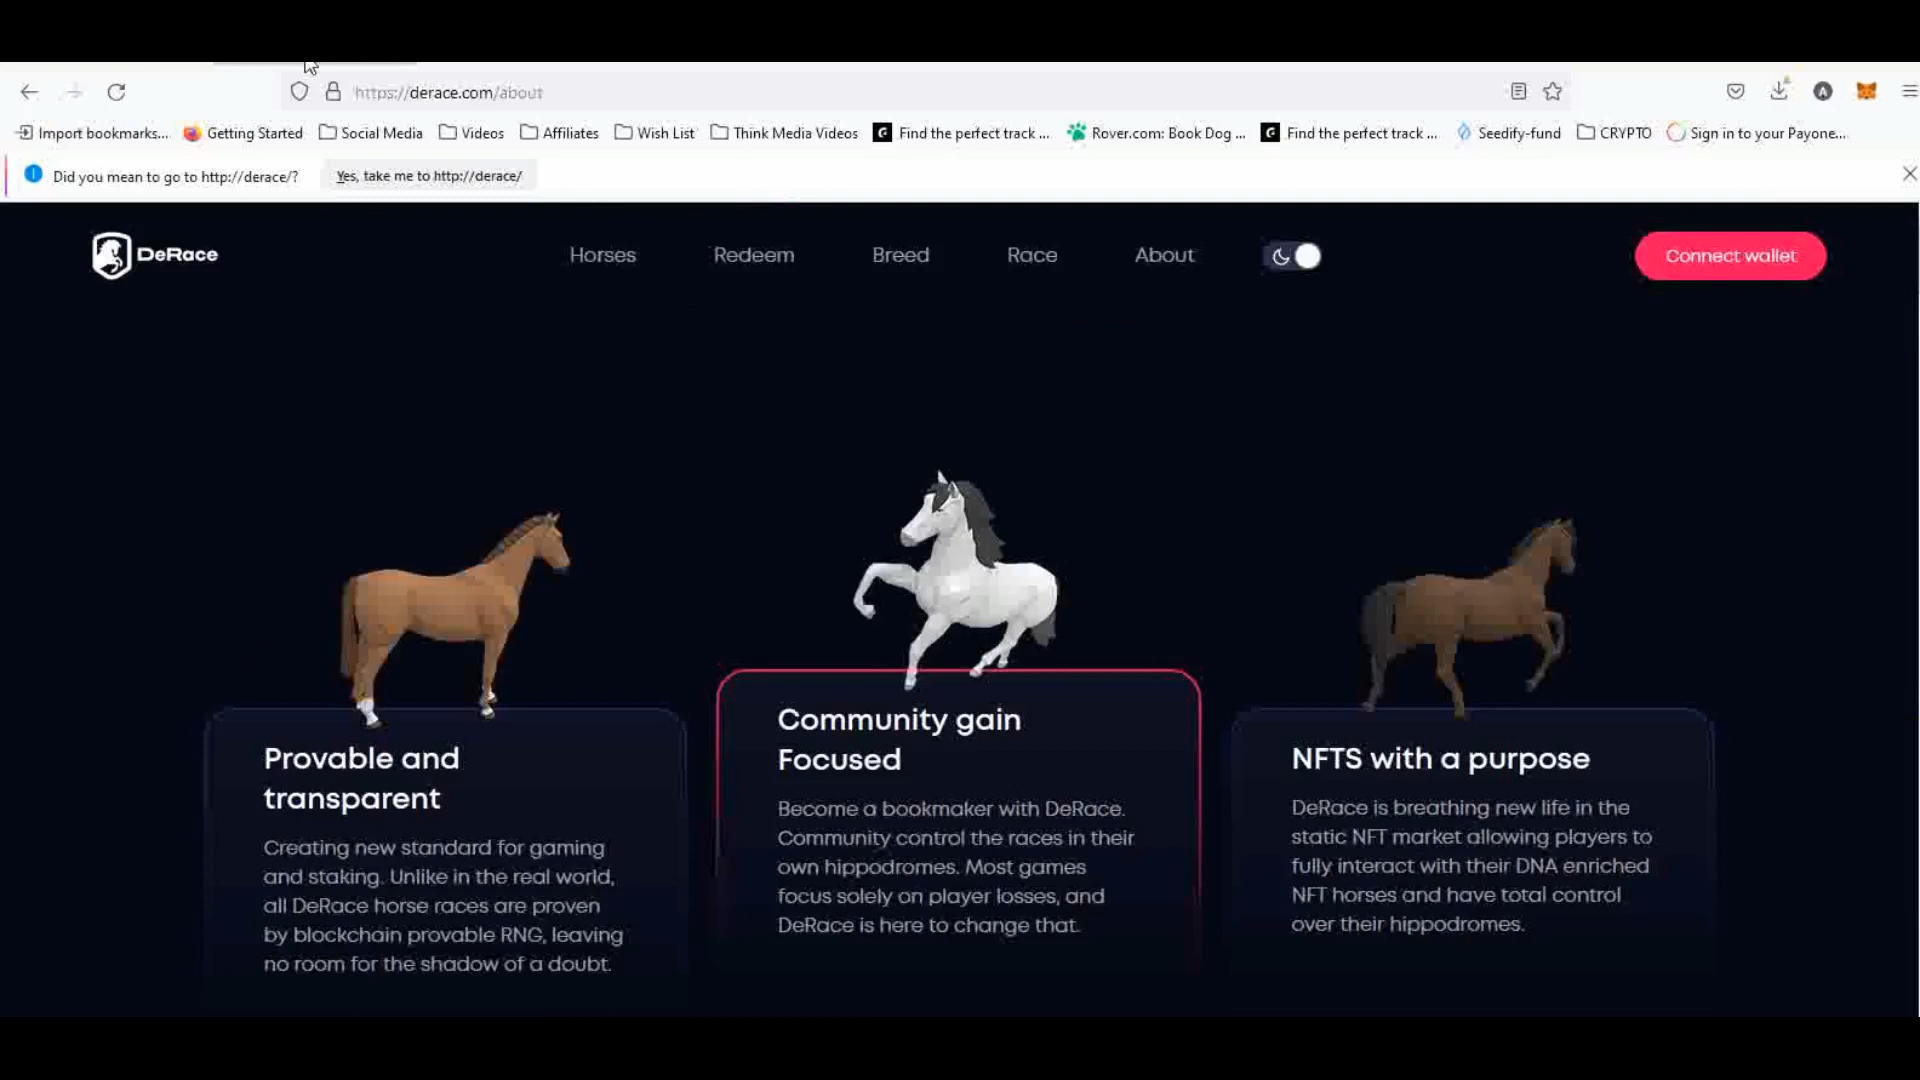 https://derace.com/about
Import bookmarks... Getting Started Social Media Videos Affiliates Wish List Think Media Videos Find the perfect track ... Rover.com: Book Dog ... Find the perfect track ... Seedify-fund CRYPTO Sign in to your Payone...
Did you mean to go to http://derace/? Yes, take me to http://derace/
DeRace Horses Redeem Breed Race About Connect wallet
Provable and
transparent
Creating new standard for gaming
and staking. Unlike in the real world,
all DeRace horse races are proven
by blockchain provable RNG, leaving
no room for the shadow of a doubt.
Community gain
Focused
Become a bookmaker with DeRace.
Community control the races in their
own hippodromes. Most games
focus solely on player losses, and
DeRace is here to change that.
NFTS with a purpose
DeRace is breathing new life in the
static NFT market allowing players to
fully interact with their DNA enriched
NFT horses and have total control
over their hippodromes.